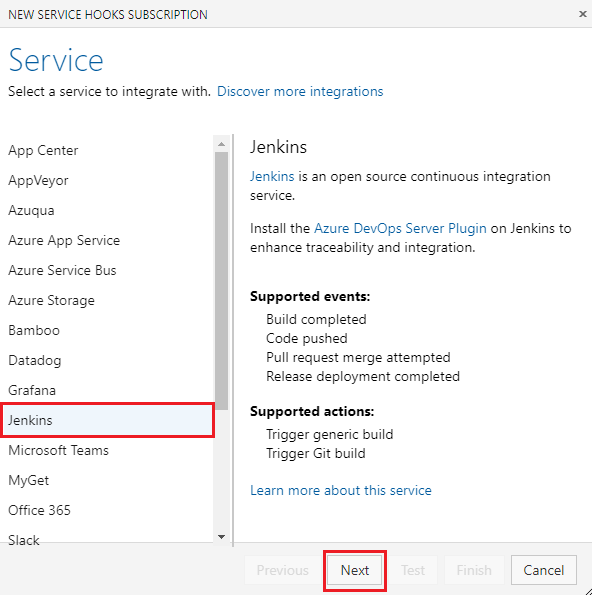 NEW SERVICE HOOKS SUBSCRIPTION
×
Service
Select a service to integrate with. Discover more integrations
App Center
AppVeyor
Azuqua
Azure App Service
Azure Service Bus
Azure Storage
Bamboo
Datadog
Grafana
Jenkins
Microsoft Teams
MyGet
Office 365
Slack
Jenkins
Jenkins is an open source continuous integration
service.
Install the Azure DevOps Server Plugin on Jenkins to
enhance traceability and integration.
Supported events:
Build completed
Code pushed
Pull request merge attempted
Release deployment completed
Supported actions:
Trigger generic build
Trigger Git build
Learn more about this service
Previous Next Test Finish Cancel